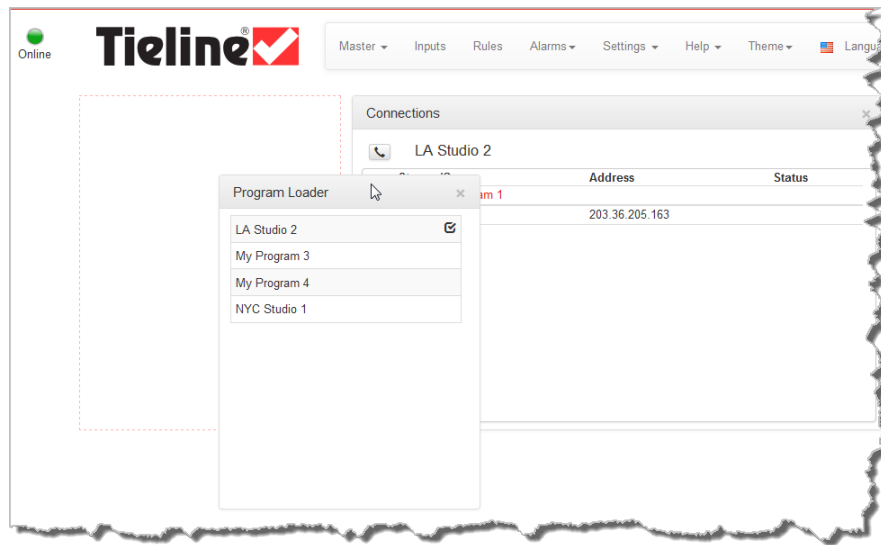 Online
Tieline®
Master
Inputs
Rules
Alarms
Settings
Help
Theme
Connections
LA Studio 2
Address
Status
203.36.205.163
Program Loader
LA Studio 2
My Program 3
My Program 4
NYC Studio 1